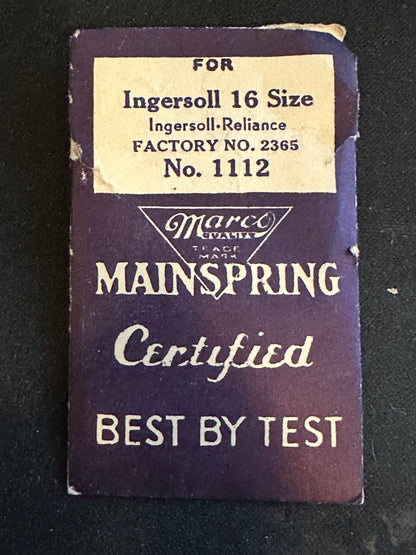 FOR
Ingersoll 16 Size
Ingersoll-Reliance
FACTORY NO. 2365
No. 1112
Marco
QUALITY
TRADE
MARK
MAINSPRING
Certified
BEST BY TEST